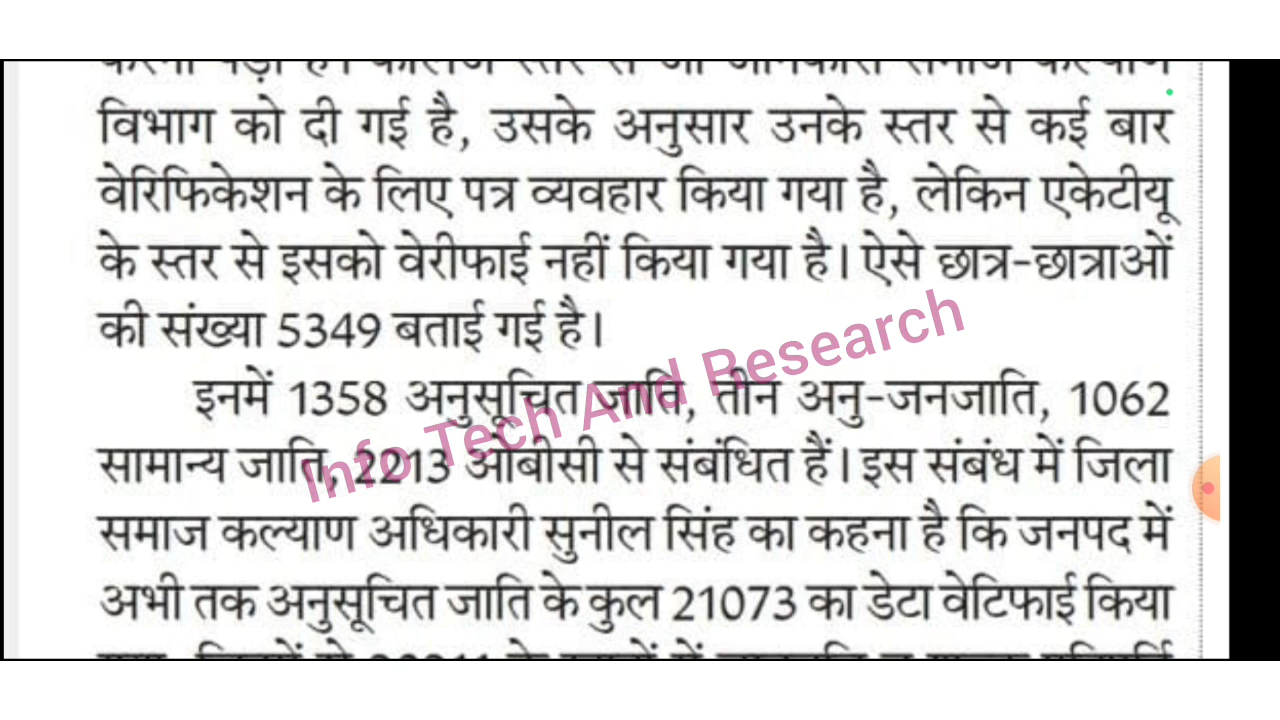 विभाग को दी गई है, उसके अनुसार उनके स्तर से कई बार
वेरिफिकेशन के लिए पत्र व्यवहार किया गया है, लेकिन एकेटीयू
के स्तर से इसको वेरीफाई नहीं किया गया है। ऐसे छात्र-छात्राओं
की संख्या 5349 बताई गई है।
इनमें 1358 अनुसूचित जाति, तीन अनु-जनजाति, 1062
सामान्य जाति, 2213 ओबीसी से संबंधित हैं। इस संबंध में जिला
समाज कल्याण अधिकारी सुनील सिंह का कहना है कि जनपद में
अभी तक अनुसूचित जाति के कुल 21073 का डेटा वेटिफाई किया
Info Tech And Research